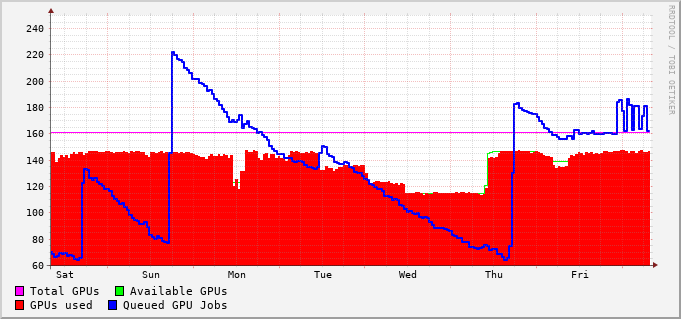 RRDTOOL / TOBI OETIKER
240
220
200
180
160
140
120
100
80
60
Sat Sun Mon Tue Wed Thu Fri
Total GPUs Available GPUs
GPUs used Queued GPU Jobs